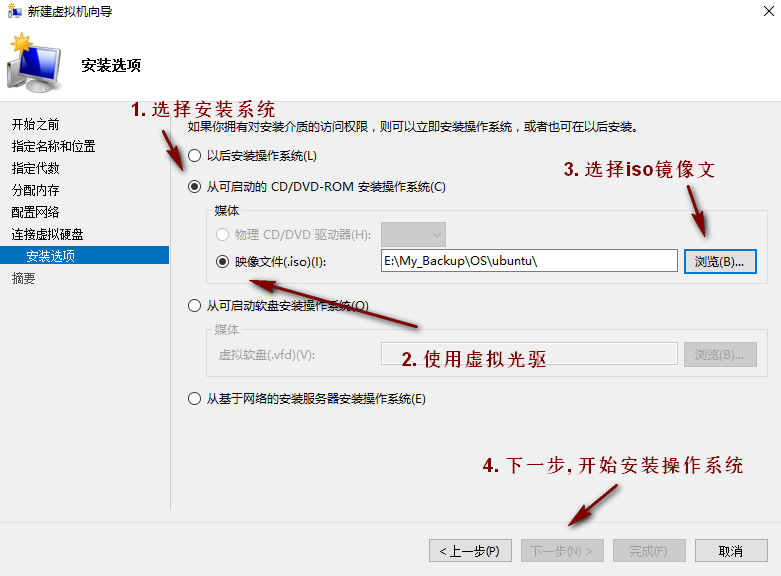 新建虚拟机向导
安装选项
1. 选择安装系统
开始之前
指定名称和位置
指定代数
分配内存
配置网络
连接虚拟硬盘
安装选项
摘要
如果你拥有对安装介质的访问权限，则可以立即安装操作系统，或者也可在以后安装。
以后安装操作系统(L)
3. 选择iso镜像文
从可启动的 CD/DVD-ROM 安装操作系统(C)
媒体
物理 CD/DVD 驱动器(H):
映像文件(.iso)(I):
E:\My_Backup\OS\ubuntu\
浏览(B)...
从可启动软盘安装操作系统(O)
媒体
虚拟软盘(.vfd)(V):
浏览(B)...
2. 使用虚拟光驱
从基于网络的安装服务器安装操作系统(E)
4. 下一步, 开始安装操作系统
< 上一步(P)
下一步(N) >
完成(F)
取消